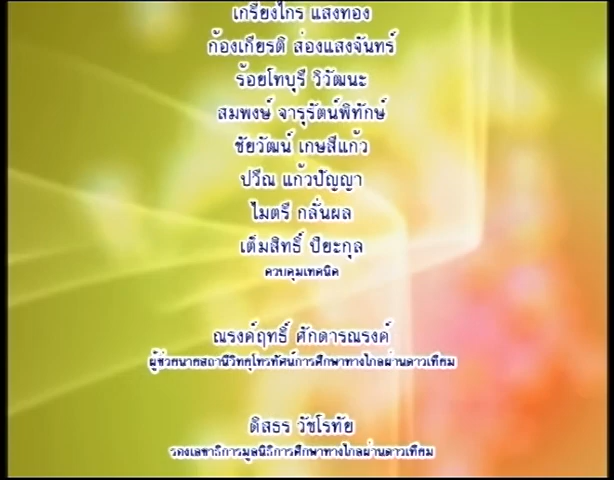 เกรียงไกร แสงทอง
ก้องเกียรติ ส่องแสงจันทร์
ร้อยโทบุรี วิวัฒนะ
สมพงษ์ จารุรัตน์พิทักษ์
ชัยวัฒน์ เกษสีแก้ว
ปวีณ แก้วปัญญา
ไมตรี กลั่นผล
เติมสิทธิ์ ปิยะกุล
ควบคุมเทคนิค
ณรงค์ฤทธิ์ ศักดารณรงค์
ผู้ช่วยนายสถานีวิทยุโทรทัศน์การศึกษาทางไกลผ่านดาวเทียม
ดิสธร วัชโรทัย
รองเลขาธิการมูลนิธิการศึกษาทางไกลผ่านดาวเทียม